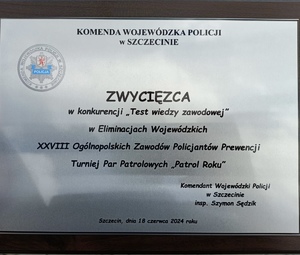 KOMENDA WOJEWÓDZKA POLICJI
w SZCZECINIE
POLICJA
ZWYCIĘZCA
w konkurencji „Test wiedzy zawodowej”
w Eliminacjach Wojewódzkich
XXVIII Ogólnopolskich Zawodów Policjantów Prewencji
Turniej Par Patrolowych „Patrol Roku”
Komendant Wojewódzki Policji
w Szczecinie
insp. Szymon Sędzik
Szczecin, dnia 18 czerwca 2024 roku